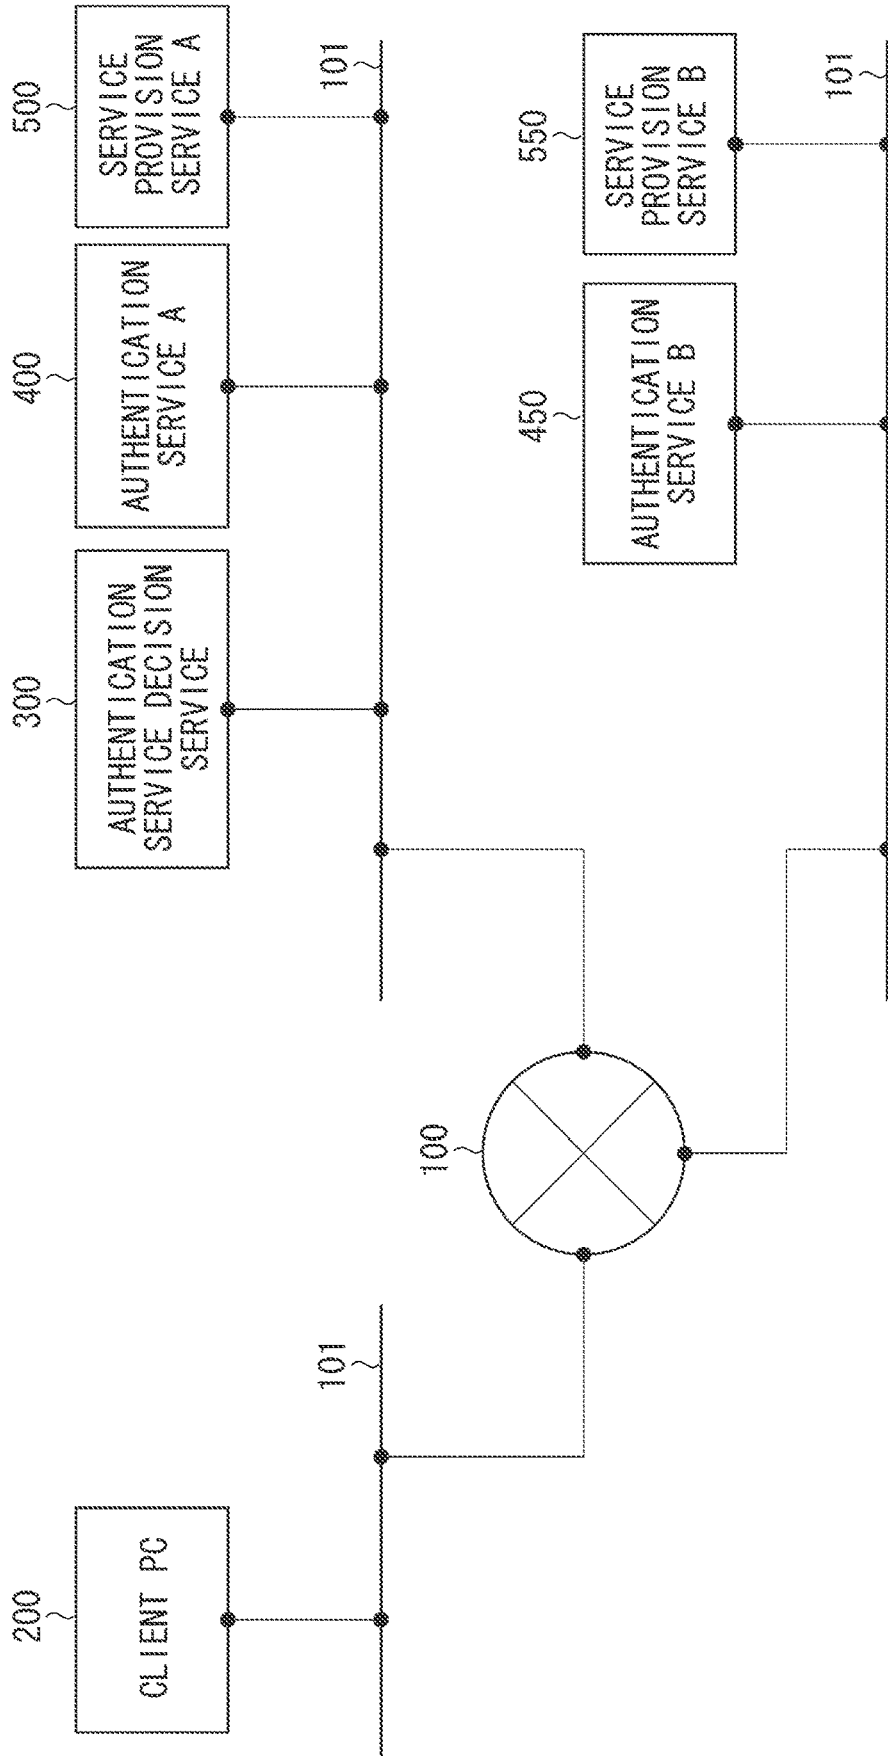 200
CLIENT PC
101
100
300
AUTHENTICATION
SERVICE DECISION
SERVICE
400
AUTHENTICATION
SERVICE A
500
SERVICE
PROVISION
SERVICE A
101
450
AUTHENTICATION
SERVICE B
550
SERVICE
PROVISION
SERVICE B
101